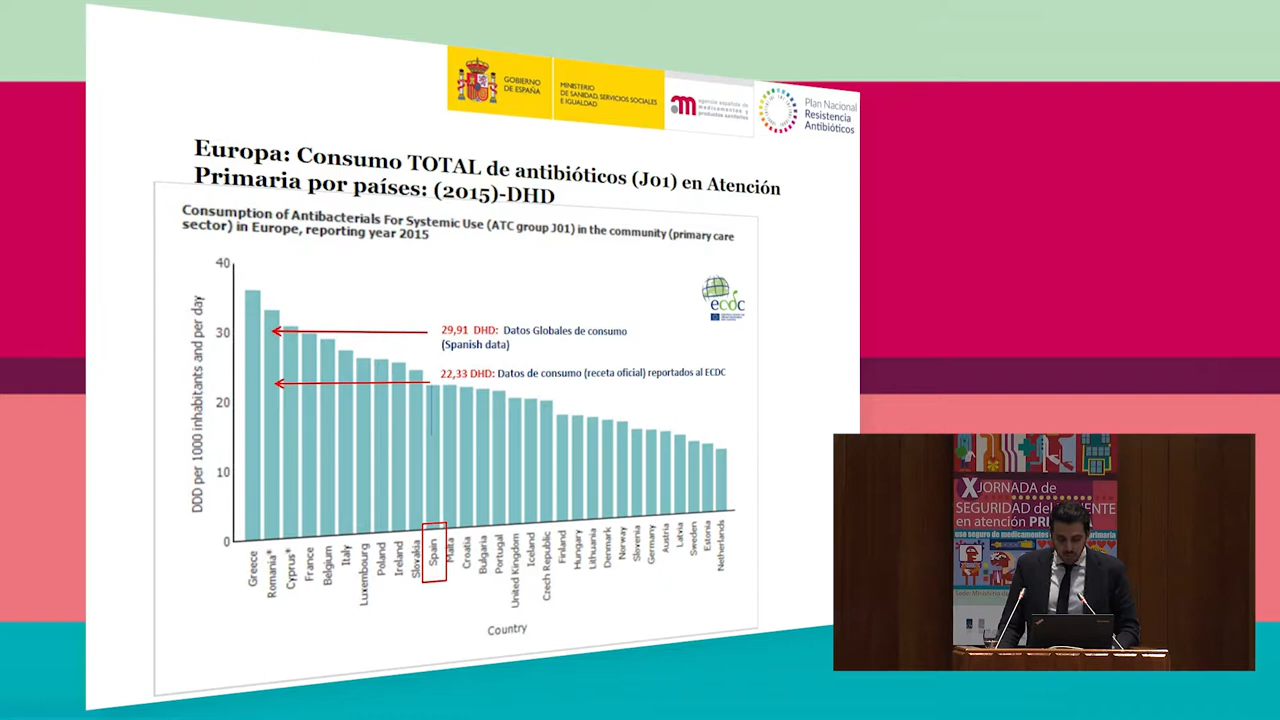 GOBIERNO
DE ESPAÑA
MINISTERIO
DE SANIDAD, SERVICIOS SOCIALES
E IGUALDAD
agencia española de
medicamentos y
productos sanitarios
Plan Nacional
Resistencia
Antibióticos
Europa: Consumo TOTAL de antibióticos (J01) en Atención
Primaria por países: (2015)-DHD
Consumption of Antibacterials For Systemic Use (ATC group J01) in the community (primary care
sector) in Europe, reporting year 2015
ecdc
DDD per 1000 inhabitants and per day
40
30
20
10
0
29,91 DHD: Datos Globales de consumo
(Spanish data)
22,33 DHD: Datos de consumo (receta oficial) reportados al ECDC
Greece
Romania*
Cyprus*
France
Belgium
Italy
Luxembourg
Poland
Ireland
Slovakia
Spain
Malta
Croatia
Bulgaria
Portugal
United Kingdom
Iceland
Czech Republic
Finland
Hungary
Lithuania
Denmark
Norway
Slovenia
Germany
Austria
Latvia
Sweden
Estonia
Netherlands
Country
X JORNADA de
SEGURIDAD del
en atención